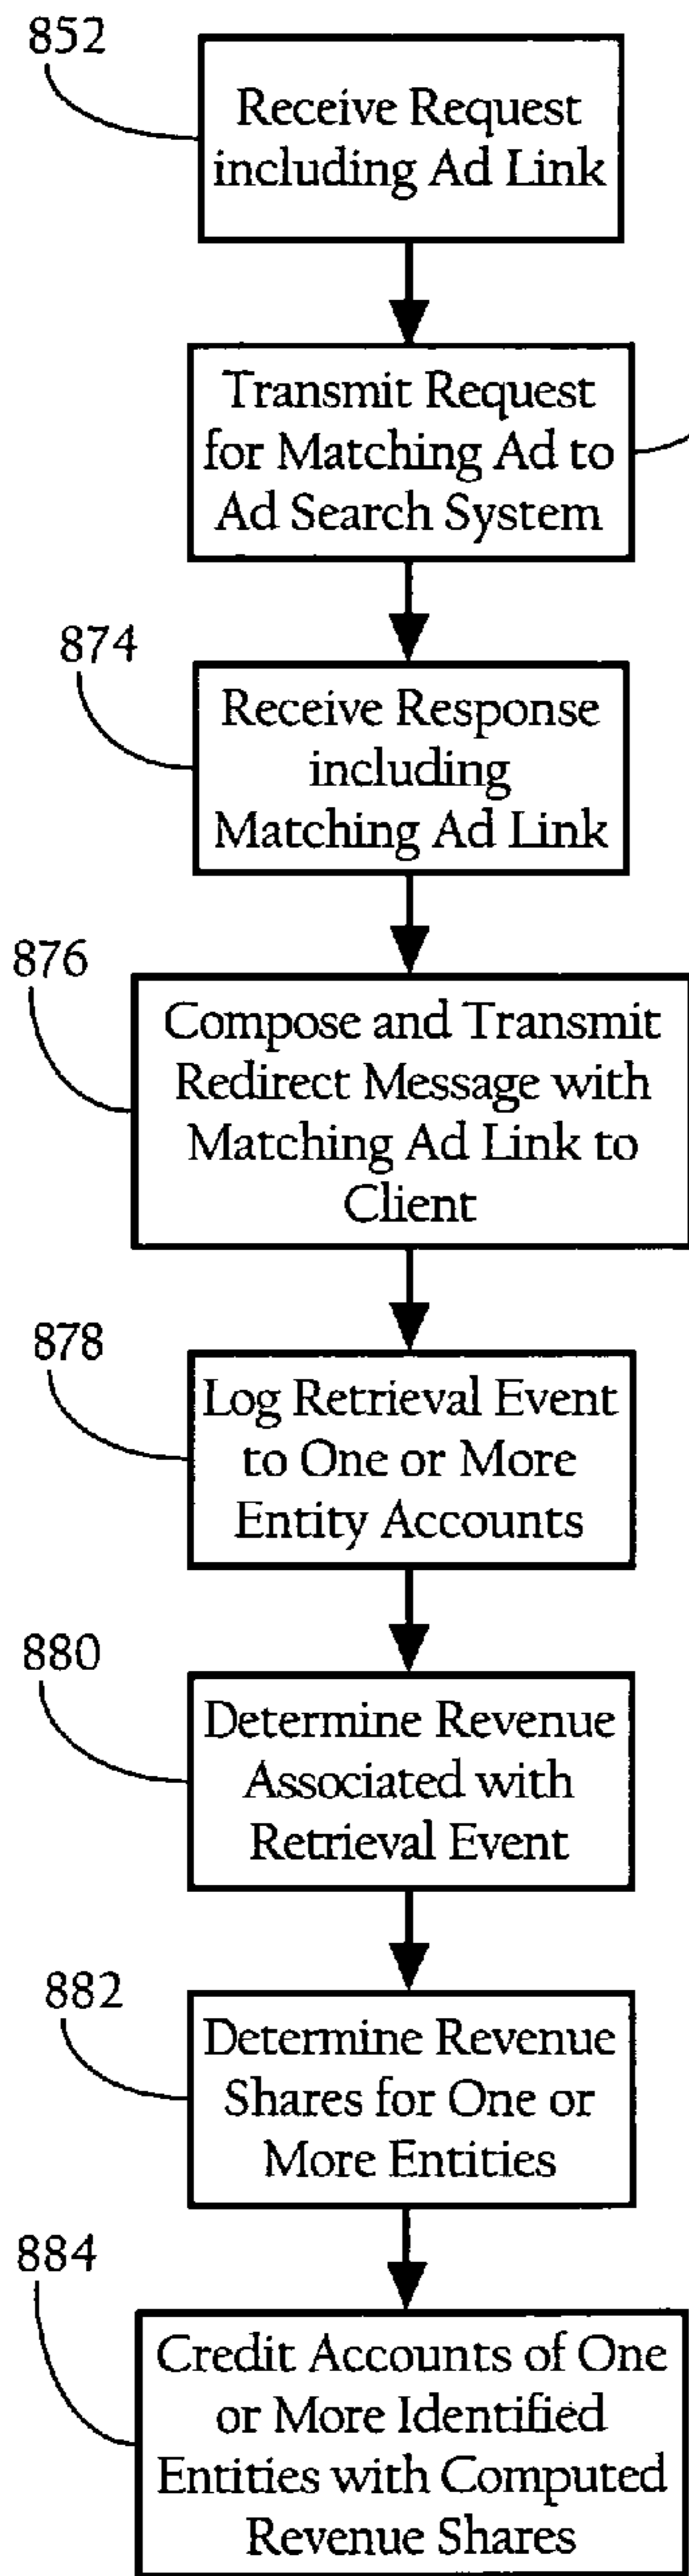 852
Receive Request
including Ad Link
Transmit Request
for Matching Ad to
Ad Search System
874
Receive Response
including
Matching Ad Link
876
Compose and Transmit
Redirect Message with
Matching Ad Link to
Client
878
Log Retrieval Event
to One or More
Entity Accounts
880
Determine Revenue
Associated with
Retrieval Event
882
Determine Revenue
Shares for One or
More Entities
884
Credit Accounts of One
or More Identified
Entities with Computed
Revenue Shares